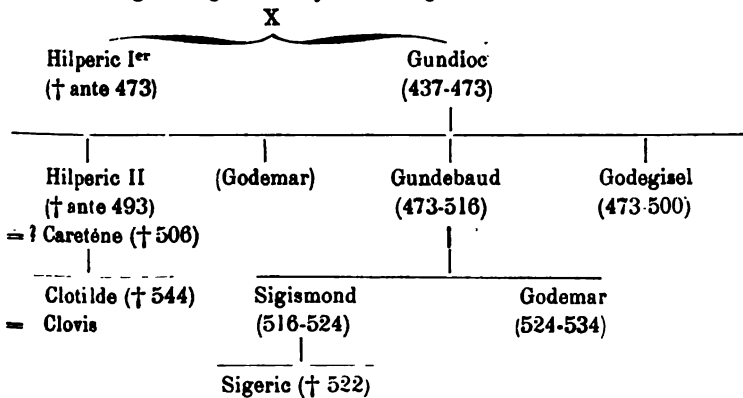 X
Hilperic Iᵉʳ Gundioc
(† ante 473) (437-473)
Hilperic II (Godemar) Gundebaud Godegisel
(† ante 493) (473-516) (473-500)
= ? Caretène († 506)
Clotilde († 544) Sigismond Godemar
= Clovis (516-524) (524-534)
Sigeric († 522)